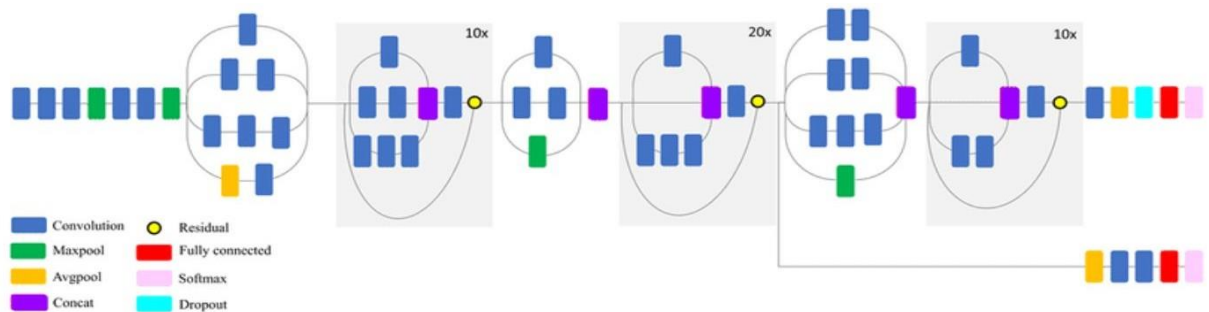 10x
20x
10x
Convolution
Residual
Maxpool
Fully connected
Avgpool
Softmax
Concat
Dropout